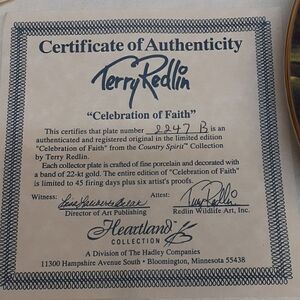 Certificate of Authenticity
Terry Redlin
"Celebration of Faith"
This certifies that plate number 2247 B is an
authenticated and registered original in the limited edition
"Celebration of Faith" from the Country Spirit Collection
by Terry Redlin.
Each collector plate is crafted of fine porcelain and decorated with
a band of 22-kt gold. The entire edition of "Celebration of Faith"
is limited to 45 firing days plus six artist's proofs.
Witness: Attest: Terry Redlin
Director of Art Publishing Redlin Wildlife Art, Inc.
Heartland
COLLECTION
A Division of The Hadley Companies
11300 Hampshire Avenue South • Bloomington, Minnesota 55438